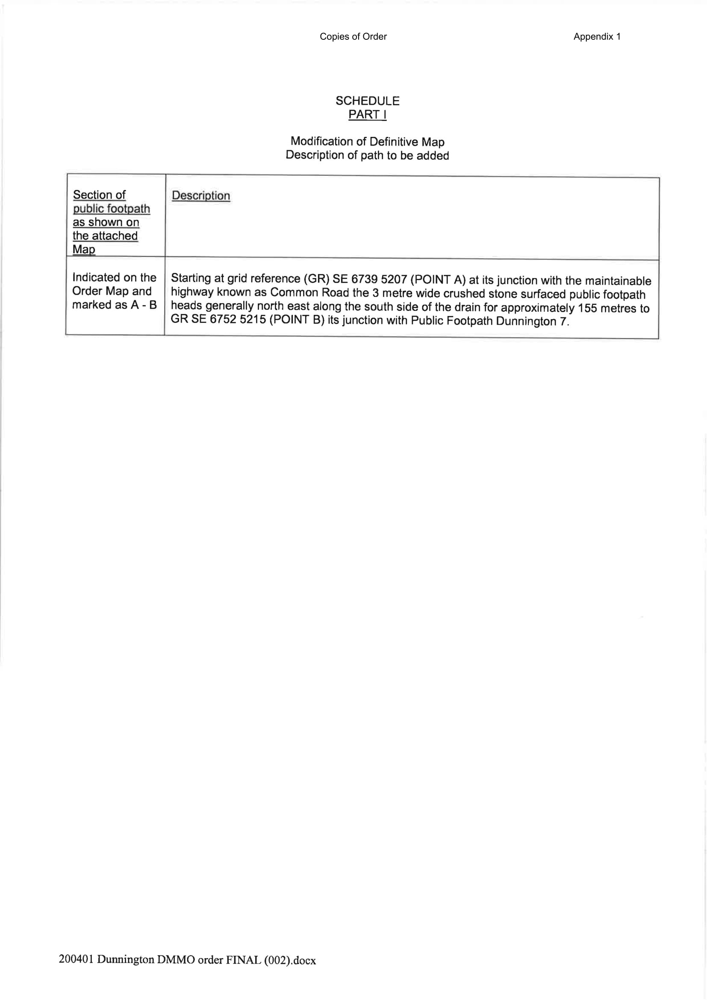 Copies of Order
Appendix 1
SCHEDULE
PART I
Modification of Definitive Map
Description of path to be added
Section of
public footpath
as shown on
the attached
Map
Description
Indicated on the
Order Map and
marked as A - B
Starting at grid reference (GR) SE 6739 5207 (POINT A) at its junction with the maintainable
highway known as Common Road the 3 metre wide crushed stone surfaced public footpath
heads generally north east along the south side of the drain for approximately 155 metres to
GR SE 6752 5215 (POINT B) its junction with Public Footpath Dunnington 7.
200401 Dunnington DMMO order FINAL (002).docx